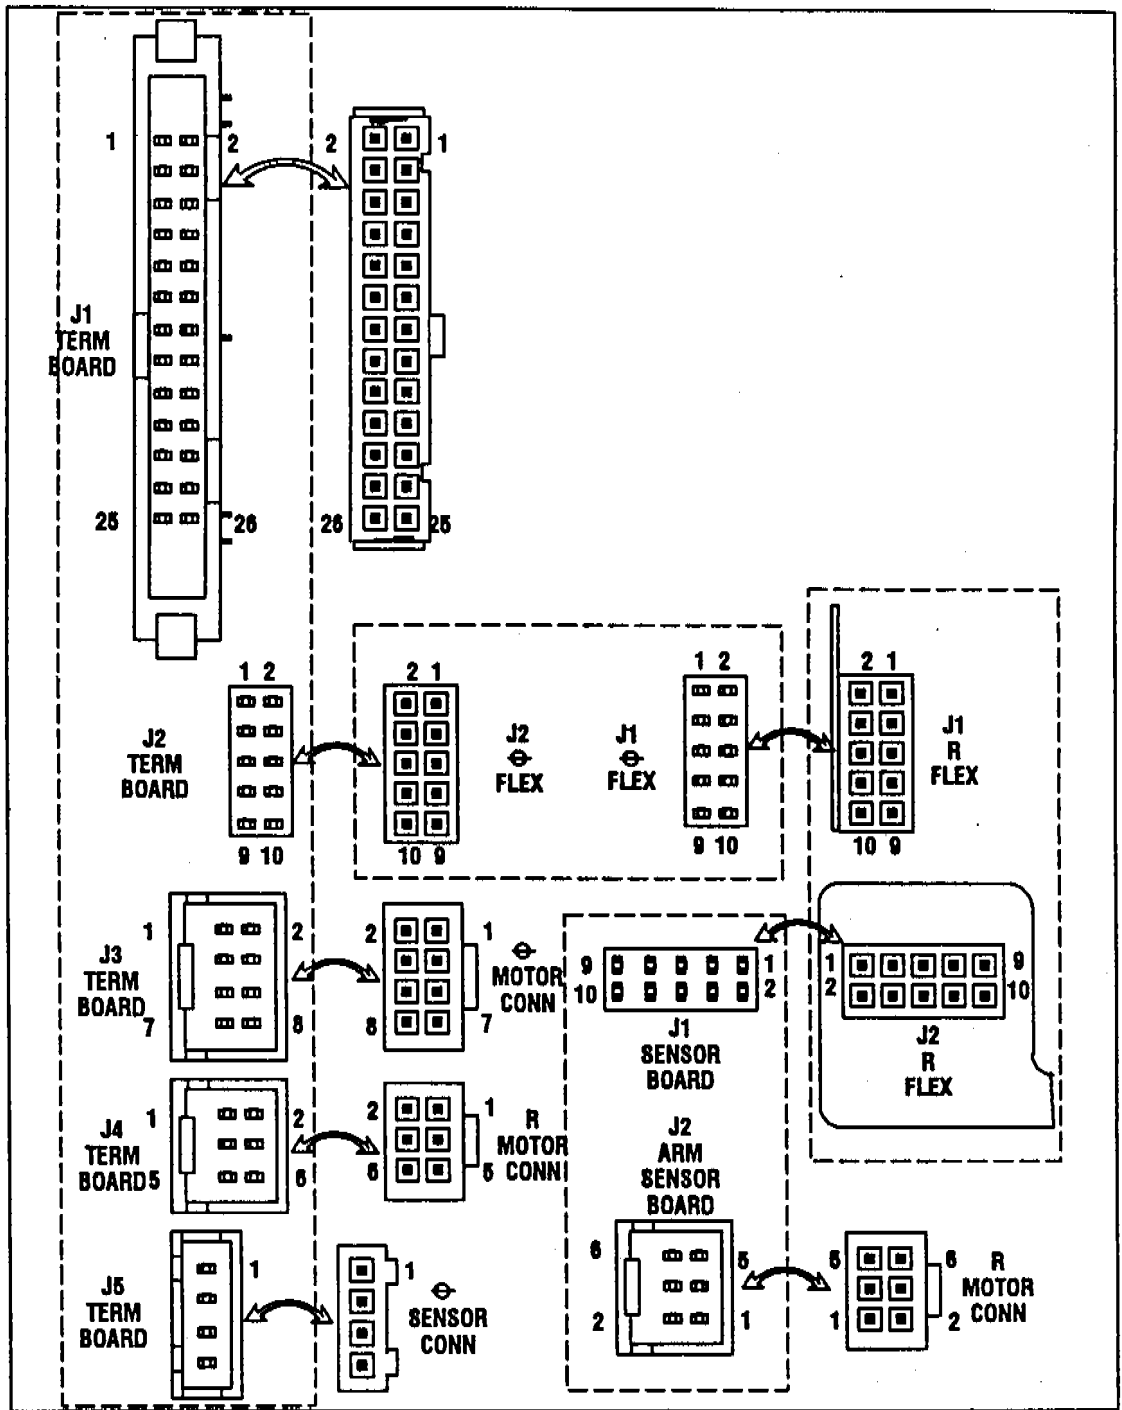 1 2 2 1
J1
TERM
BOARD
25 26 26 25
1 2 2 1 1 2 2 1
J2
TERM
BOARD
J2
⌽
FLEX
J1
⌽
FLEX
J1
R
FLEX
9 10 10 9 9 10 10 9
1 2 2 1
J3
TERM
BOARD
7 8 8 7
⌽
MOTOR
CONN
9 1
10 2
J1
SENSOR
BOARD
1 9
2 10
J2
R
FLEX
1 2 2 1
J4
TERM
BOARD
5 6 6 5
R
MOTOR
CONN
J2
ARM
SENSOR
BOARD
6 5 5 6
2 1 1 2
R
MOTOR
CONN
1 1
J5
TERM
BOARD
⌽
SENSOR
CONN